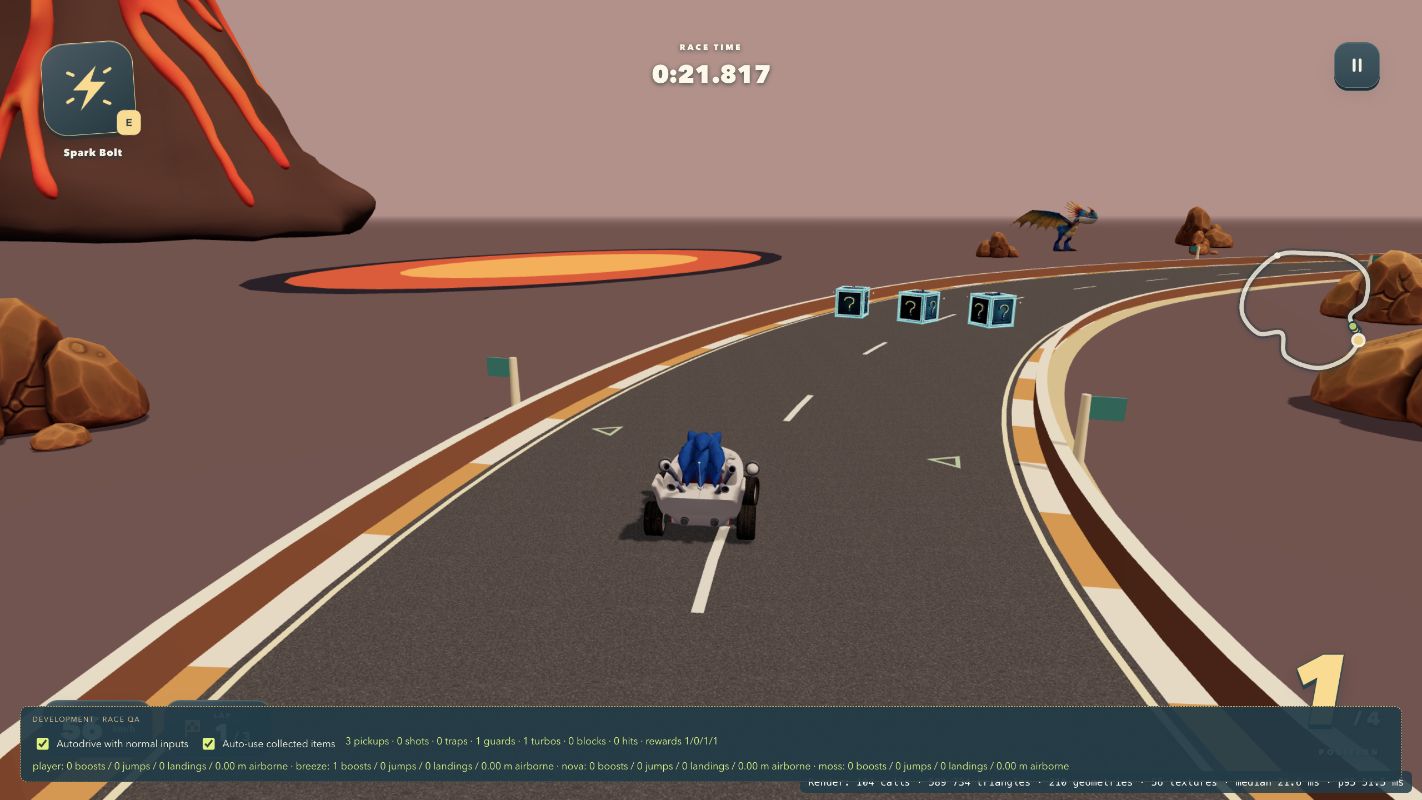 RACE TIME
0:21.817
E
Spark Bolt
?
?
?
?
?
1
/4
DEVELOPMENT · RACE QA
Autodrive with normal inputs
Auto-use collected items
3 pickups · 0 shots · 0 traps · 1 guards · 1 turbos · 0 blocks · 0 hits · rewards 1/0/1/1
POSITION
player: 0 boosts / 0 jumps / 0 landings / 0.00 m airborne · breeze: 1 boosts / 0 jumps / 0 landings / 0.00 m airborne · nova: 0 boosts / 0 jumps / 0 landings / 0.00 m airborne · moss: 0 boosts / 0 jumps / 0 landings / 0.00 m airborne